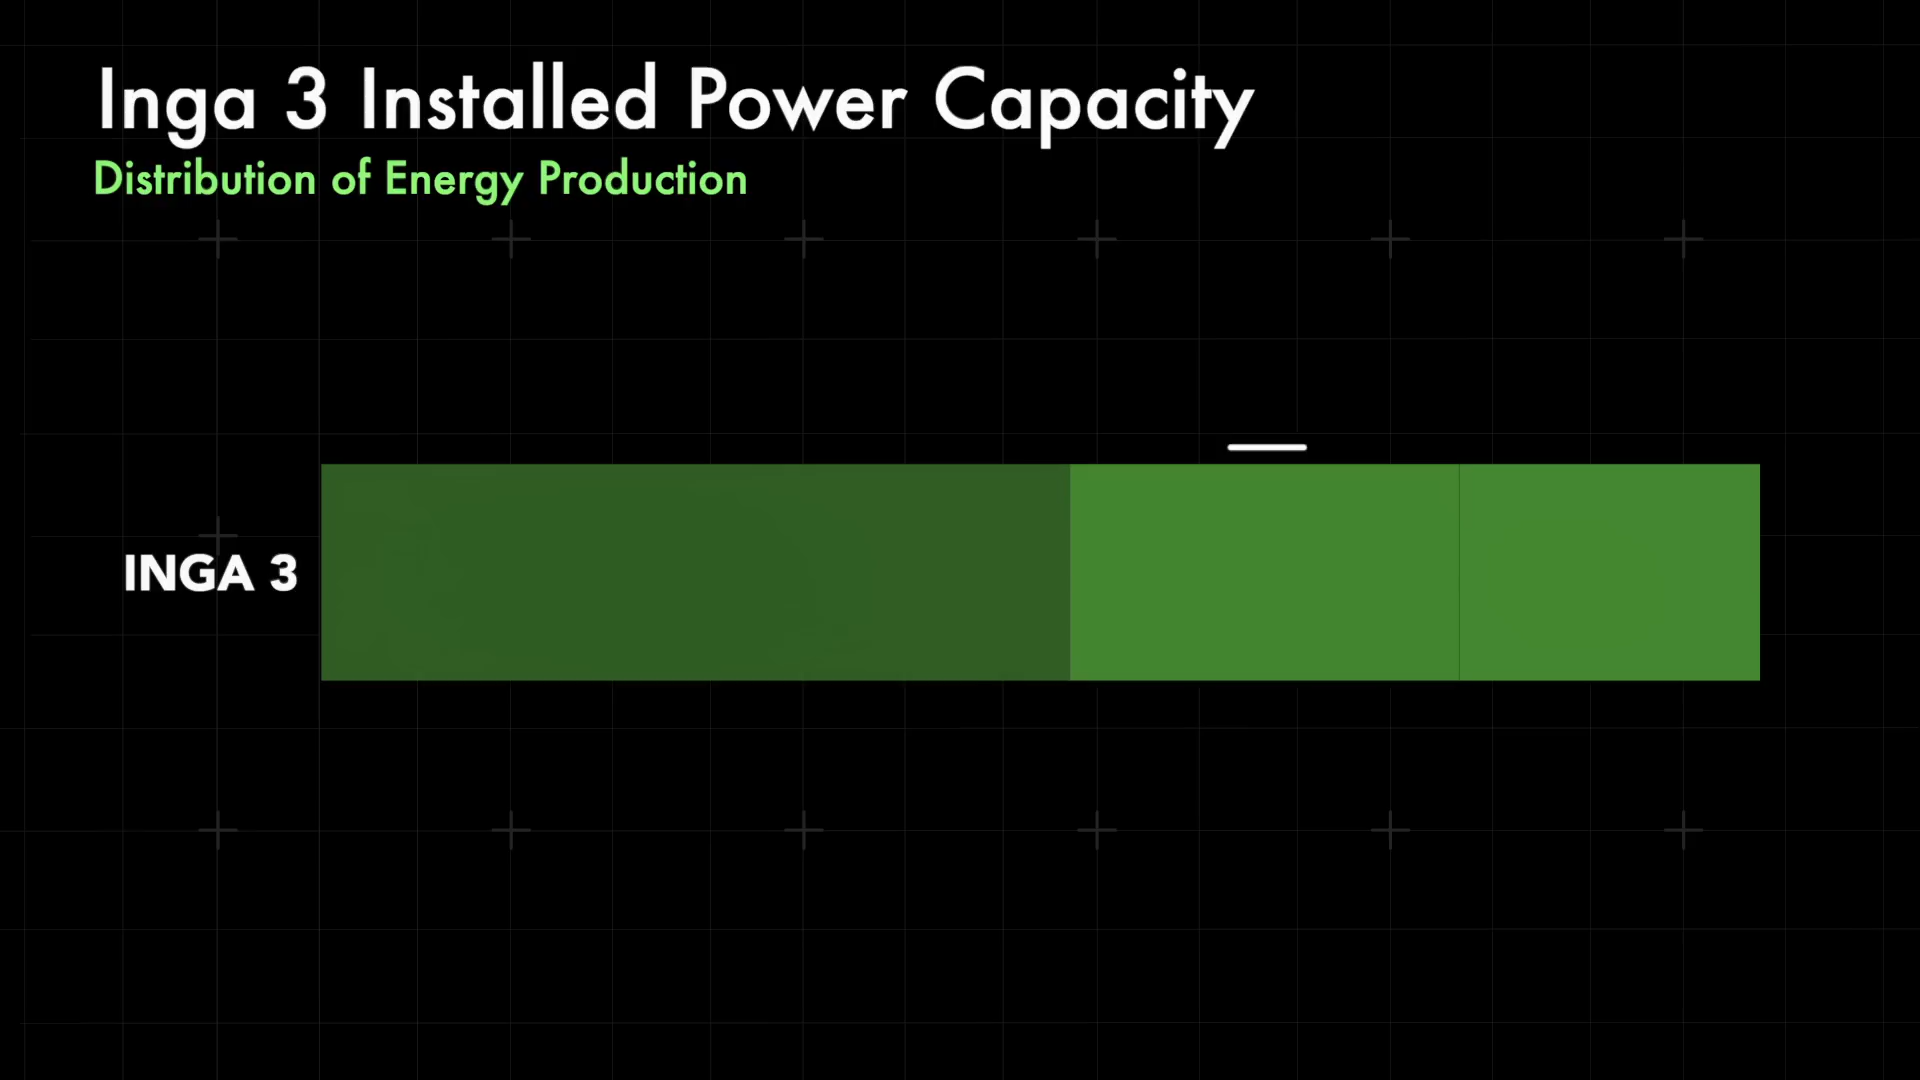 Inga 3 Installed Power Capacity
Distribution of Energy Production
INGA 3